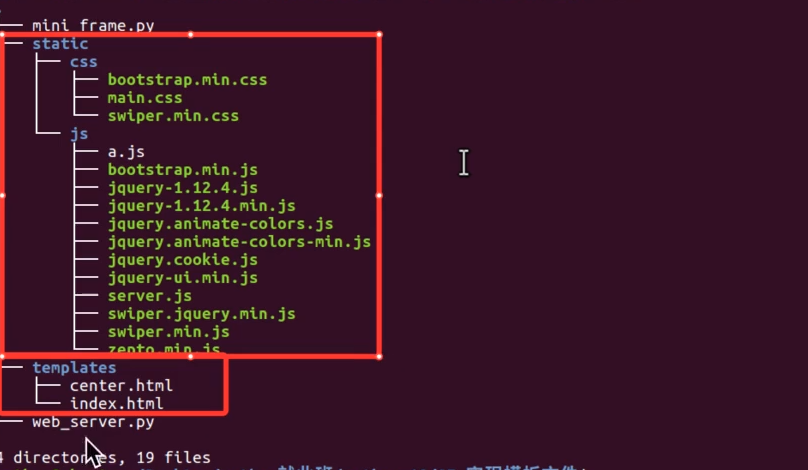 mini_frame.py
static
css
bootstrap.min.css
main.css
swiper.min.css
js
a.js
bootstrap.min.js
jquery-1.12.4.js
jquery-1.12.4.min.js
jquery.animate-colors.js
jquery.animate-colors-min.js
jquery.cookie.js
jquery-ui.min.js
server.js
swiper.jquery.min.js
swiper.min.js
zepto.min.js
templates
center.html
index.html
web_server.py
4 directories, 19 files